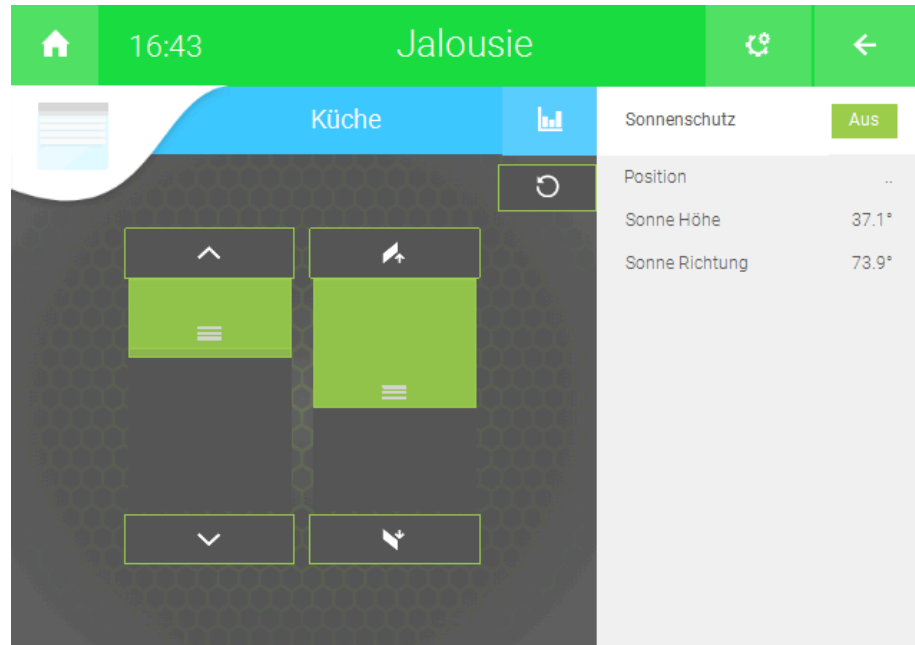 16:43
Jalousie
Küche
Sonnenschutz Aus
Position ..
Sonne Höhe 37.1°
Sonne Richtung 73.9°